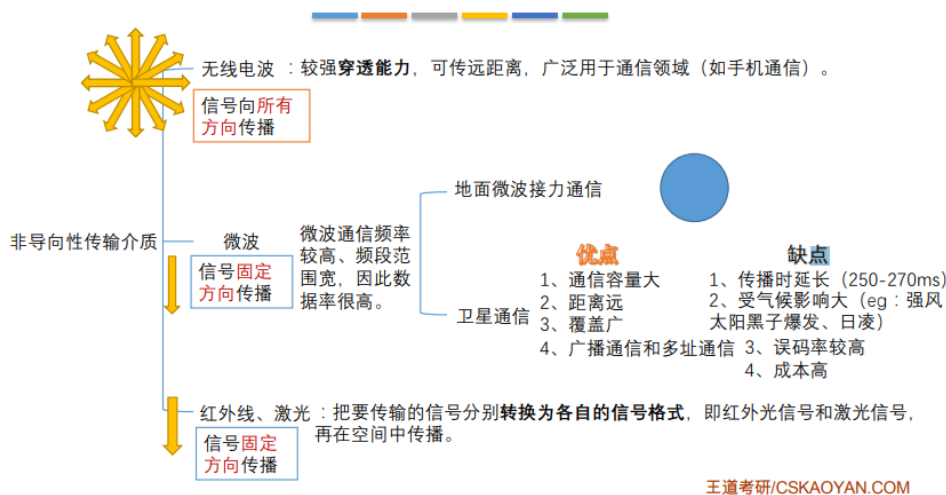 无线电波：较强穿透能力，可传远距离，广泛用于通信领域（如手机通信）。
信号向所有
方向传播
非导向性传输介质
微波
信号固定
方向传播
微波通信频率
较高、频段范
围宽，因此数
据率很高。
地面微波接力通信
卫星通信
优点
1、通信容量大
2、距离远
3、覆盖广
4、广播通信和多址通信
缺点
1、传播时延长（250-270ms）
2、受气候影响大（eg：强风
太阳黑子爆发、日凌）
3、误码率较高
4、成本高
红外线、激光：把要传输的信号分别转换为各自的信号格式，即红外光信号和激光信号，
再在空间中传播。
信号固定
方向传播
王道考研/CSKAOYAN.COM